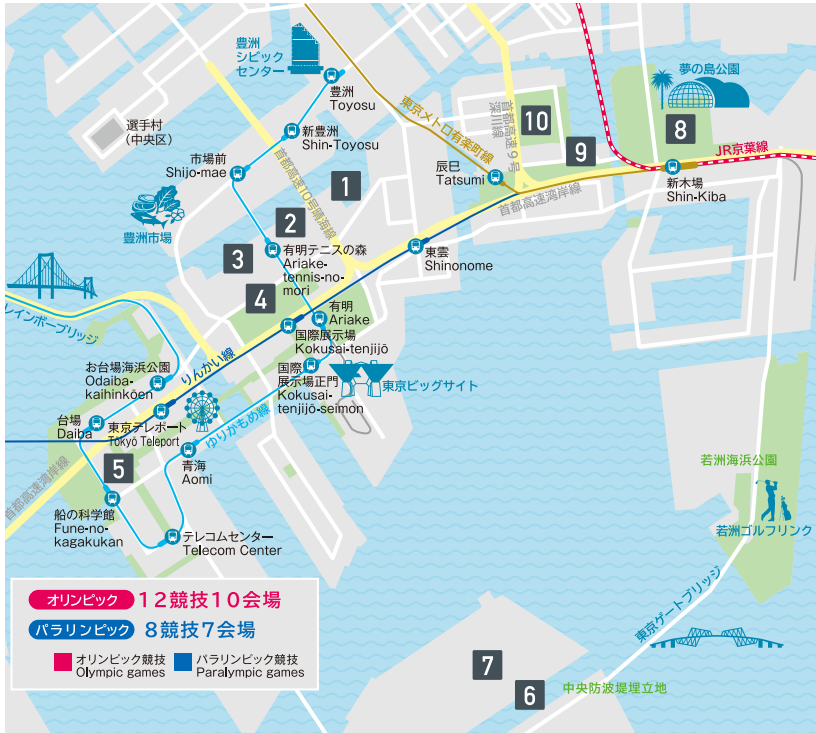 豊洲
シビック
センター
豊洲
Toyosu
選手村
(中央区)
新豊洲
Shin-Toyosu
市場前
Shijo-mae
豊洲市場
首都高速10号晴海線
東京メトロ有楽町線
首都高速9号
深川線
10
9
8
夢の島公園
JR京葉線
辰巳
Tatsumi
新木場
Shin-Kiba
首都高速湾岸線
1
2
3
4
有明テニスの森
Ariake-
tennis-no-
mori
東雲
Shinonome
有明
Ariake
国際展示場
Kokusai-tenjijō
レインボーブリッジ
りんかい線
お台場海浜公園
Odaiba-
kaihinkōen
国際
展示場正門
Kokusai-
tenjijō-seimon
東京ビッグサイト
台場
Daiba
東京テレポート
Tokyō Teleport
ゆりかもめ線
青海
Aomi
首都高速湾岸線
5
船の科学館
Fune-no-
kagakukan
テレコムセンター
Telecom Center
若洲海浜公園
若洲ゴルフリンク
東京ゲートブリッジ
7
6
中央防波堤埋立地
オリンピック 12競技10会場
パラリンピック 8競技7会場
オリンピック競技
Olympic games
パラリンピック競技
Paralympic games